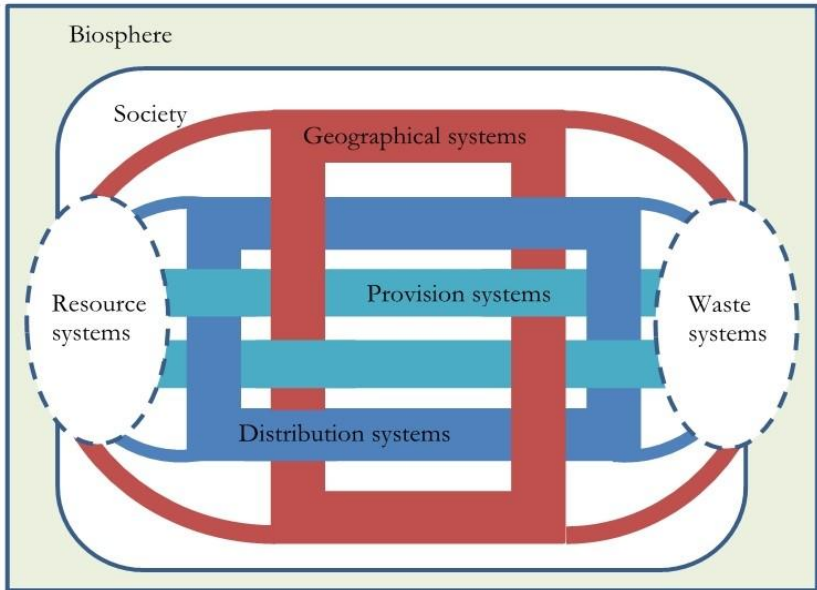 Biosphere
Society
Geographical systems
Resource
systems
Provision systems
Waste
systems
Distribution systems